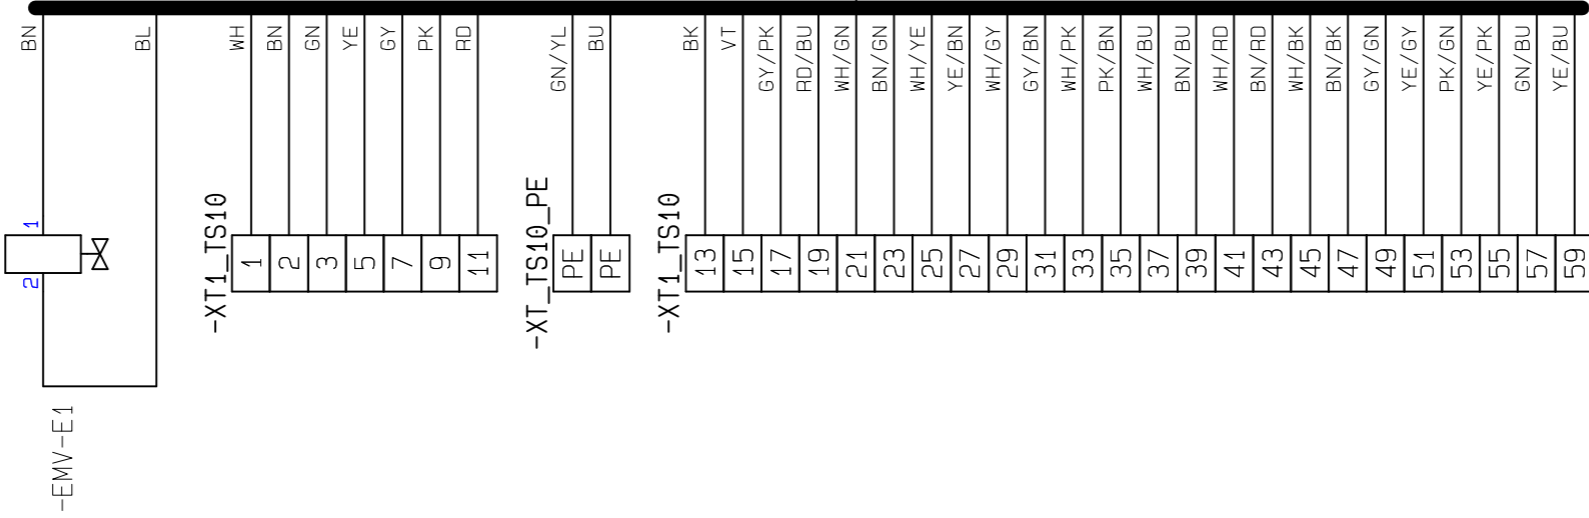 BN
BL
WH
BN
GN
YE
GY
PK
RD
GN/YL
BU
BK
VT
GY/PK
RD/BU
WH/GN
BN/GN
WH/YE
YE/BN
WH/GY
GY/BN
WH/PK
PK/BN
WH/BU
BN/BU
WH/RD
BN/RD
WH/BK
BN/BK
GY/GN
YE/GY
PK/GN
YE/PK
GN/BU
YE/BU
1
2
-EMV-E1
-XT1_TS10
1
2
3
5
7
9
11
-XT_TS10_PE
PE
PE
-XT1_TS10
13
15
17
19
21
23
25
27
29
31
33
35
37
39
41
43
45
47
49
51
53
55
57
59